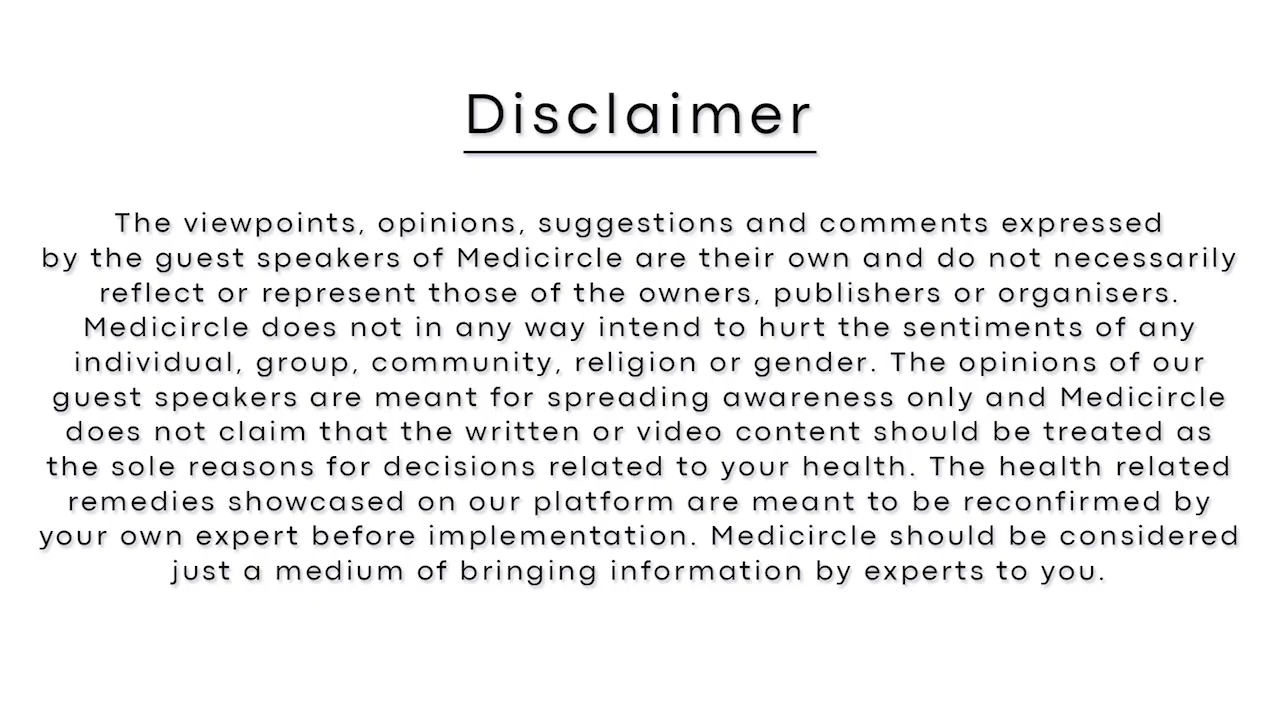 Disclaimer
The viewpoints, opinions, suggestions and comments expressed
by the guest speakers of Medicircle are their own and do not necessarily
reflect or represent those of the owners, publishers or organisers.
Medicircle does not in any way intend to hurt the sentiments of any
individual, group, community, religion or gender. The opinions of our
guest speakers are meant for spreading awareness only and Medicircle
does not claim that the written or video content should be treated as
the sole reasons for decisions related to your health. The health related
remedies showcased on our platform are meant to be reconfirmed by
your own expert before implementation. Medicircle should be considered
just a medium of bringing information by experts to you.